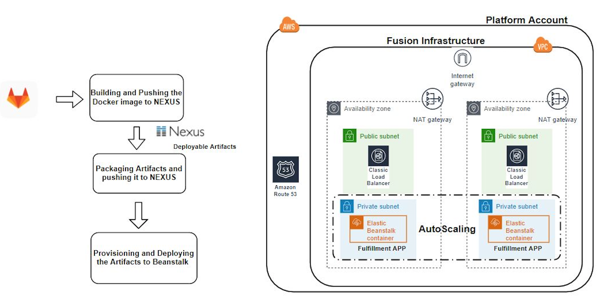 Building and Pushing the
Docker image to NEXUS
Nexus
Deployable Artifacts
Packaging Artifacts and
pushing it to NEXUS
Provisioning and Deploying
the Artifacts to Beanstalk
Platform Account
AWS
Fusion Infrastructure
VPC
Internet
gateway
Availability zone
NAT gateway
Public subnet
Classic
Load
Balancer
Private subnet
Elastic
Beanstalk
container
Fulfillment APP
AutoScaling
Availability zone
NAT gateway
Public subnet
Classic
Load
Balancer
Private subnet
Elastic
Beanstalk
container
Fulfillment APP
53
Amazon
Route 53